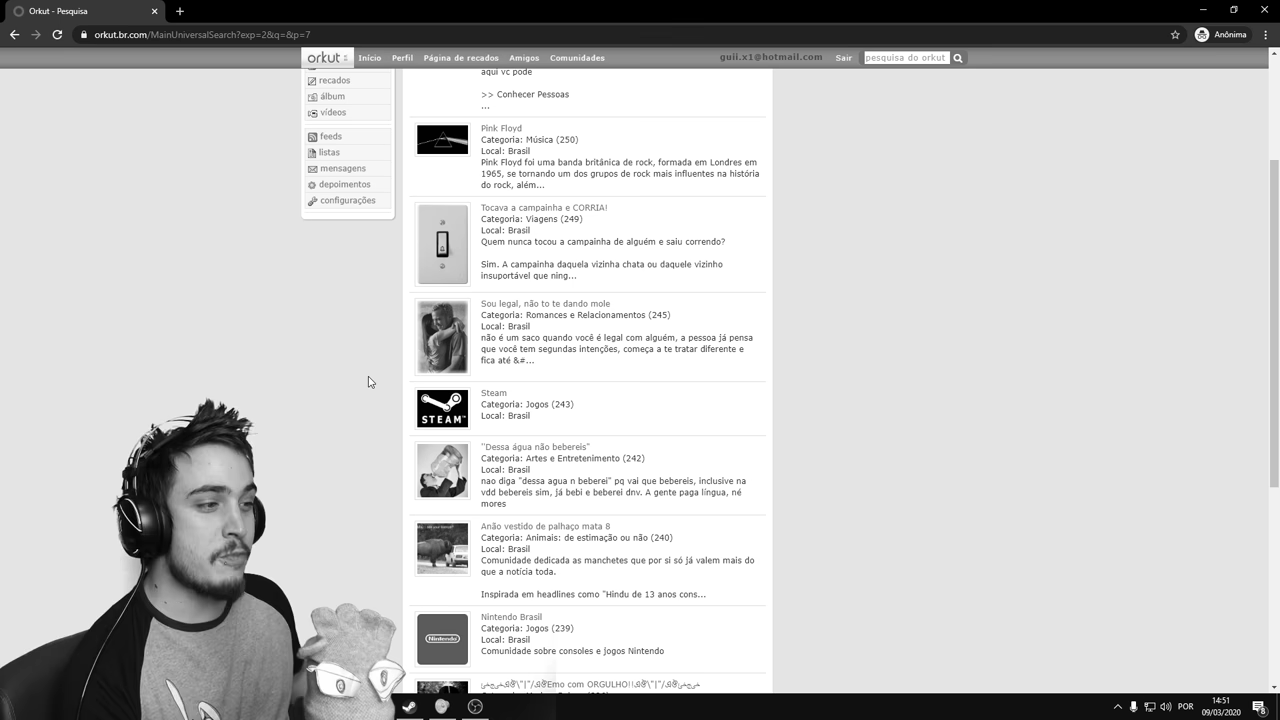 orkut - Pesquisa
orkut.br.com/MainUniversalSearch?exp=2&q=&p=7
Anônima
orkut
Início
Perfil
Página de recados
Amigos
Comunidades
guii.x1@hotmail.com
Sair
pesquisa do orkut
recados
álbum
vídeos
feeds
listas
mensagens
depoimentos
configurações
aqui vc pode
>> Conhecer Pessoas
...
Pink Floyd
Categoria: Música (250)
Local: Brasil
Pink Floyd foi uma banda britânica de rock, formada em Londres em
1965, se tornando um dos grupos de rock mais influentes na história
do rock, além...
Tocava a campainha e CORRIA!
Categoria: Viagens (249)
Local: Brasil
Quem nunca tocou a campainha de alguém e saiu correndo?
Sim. A campainha daquela vizinha chata ou daquele vizinho
insuportável que ning...
Sou legal, não to te dando mole
Categoria: Romances e Relacionamentos (245)
Local: Brasil
não é um saco quando você é legal com alguém, a pessoa já pensa
que você tem segundas intenções, começa a te tratar diferente e
fica até &#...
STEAM
Steam
Categoria: Jogos (243)
Local: Brasil
"Dessa água não bebereis"
Categoria: Artes e Entretenimento (242)
Local: Brasil
nao diga "dessa agua n beberei" pq vai que bebereis, inclusive na
vdd bebereis sim, já bebi e beberei dnv. A gente paga língua, né
mores
Anão vestido de palhaço mata 8
Categoria: Animais: de estimação ou não (240)
Local: Brasil
Comunidade dedicada as manchetes que por si só já valem mais do
que a notícia toda.
Inspirada em headlines como "Hindu de 13 anos cons...
Nintendo
Nintendo Brasil
Categoria: Jogos (239)
Local: Brasil
Comunidade sobre consoles e jogos Nintendo
Emo com ORGULHO!!
POR
14:51
09/03/2020
8